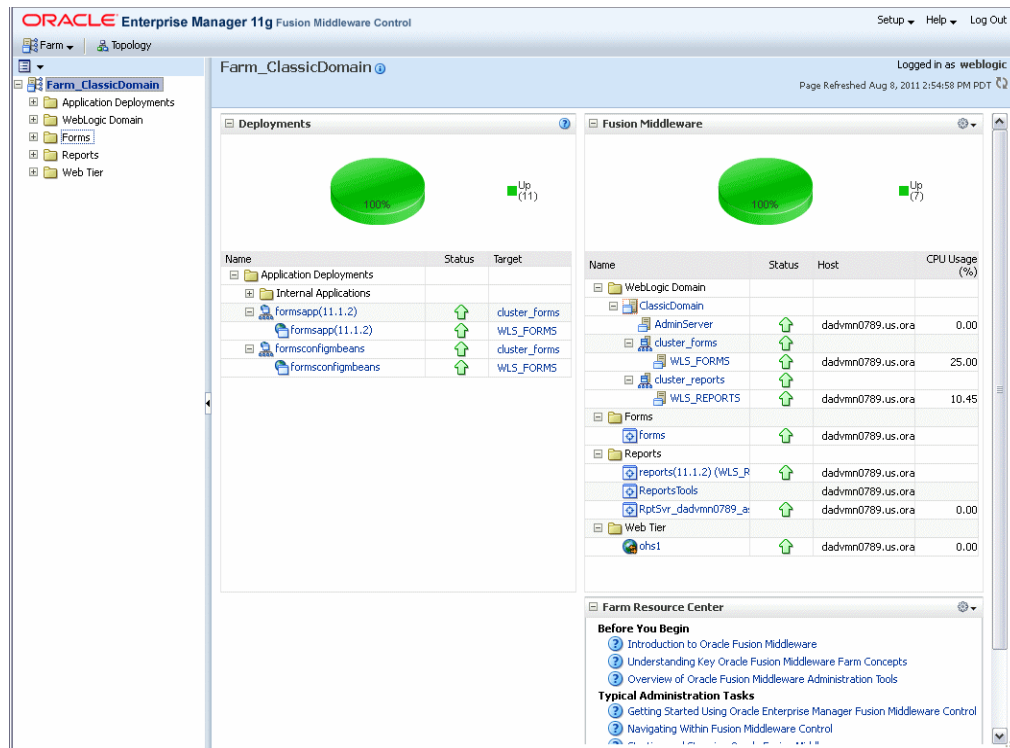 ORACLE Enterprise Manager 11g Fusion Middleware Control
Setup Help Log Out
Farm Topology
Farm_ClassicDomain
Application Deployments
WebLogic Domain
Forms
Reports
Web Tier
Farm_ClassicDomain
Logged in as weblogic
Page Refreshed Aug 8, 2011 2:54:58 PM PDT
Deployments
100%
Up
(11)
Name Status Target
Application Deployments
Internal Applications
formsapp(11.1.2) cluster_forms
formsapp(11.1.2) WLS_FORMS
formsconfigmbeans cluster_forms
formsconfigmbeans WLS_FORMS
Fusion Middleware
100%
Up
(7)
Name Status Host CPU Usage
(%)
WebLogic Domain
ClassicDomain
AdminServer dadvmn0789.us.ora 0.00
cluster_forms
WLS_FORMS dadvmn0789.us.ora 25.00
cluster_reports
WLS_REPORTS dadvmn0789.us.ora 10.45
Forms
forms dadvmn0789.us.ora
Reports
reports(11.1.2) (WLS_R dadvmn0789.us.ora
ReportsTools dadvmn0789.us.ora
RptSvr_dadvmn0789_a: dadvmn0789.us.ora 0.00
Web Tier
ohs1 dadvmn0789.us.ora 0.00
Farm Resource Center
Before You Begin
Introduction to Oracle Fusion Middleware
Understanding Key Oracle Fusion Middleware Farm Concepts
Overview of Oracle Fusion Middleware Administration Tools
Typical Administration Tasks
Getting Started Using Oracle Enterprise Manager Fusion Middleware Control
Navigating Within Fusion Middleware Control